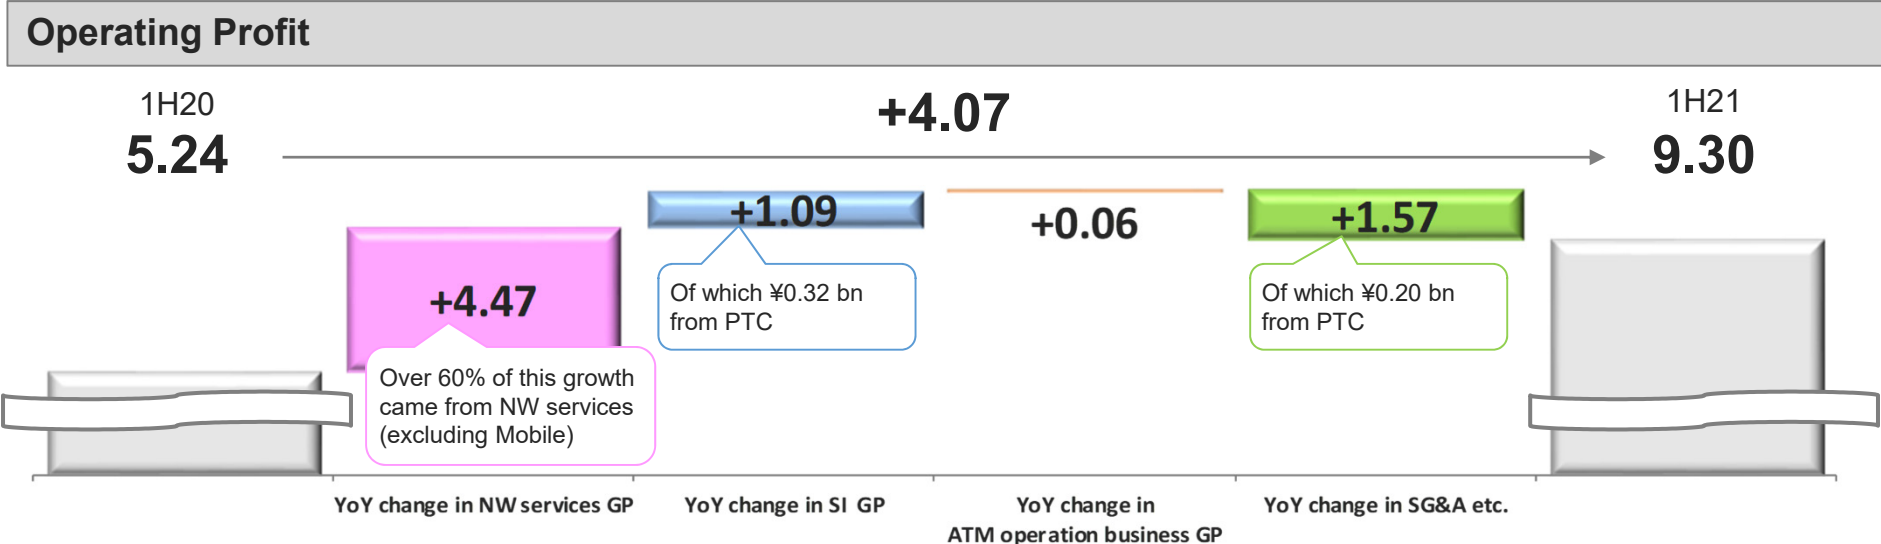 Operating Profit
1H20
5.24
+4.07
1H21
9.30
+4.47
+1.09
+0.06
+1.57
Over 60% of this growth
came from NW services
(excluding Mobile)
Of which ¥0.32 bn
from PTC
Of which ¥0.20 bn
from PTC
YoY change in NW services GP
YoY change in SI GP
YoY change in
ATM operation business GP
YoY change in SG&A etc.